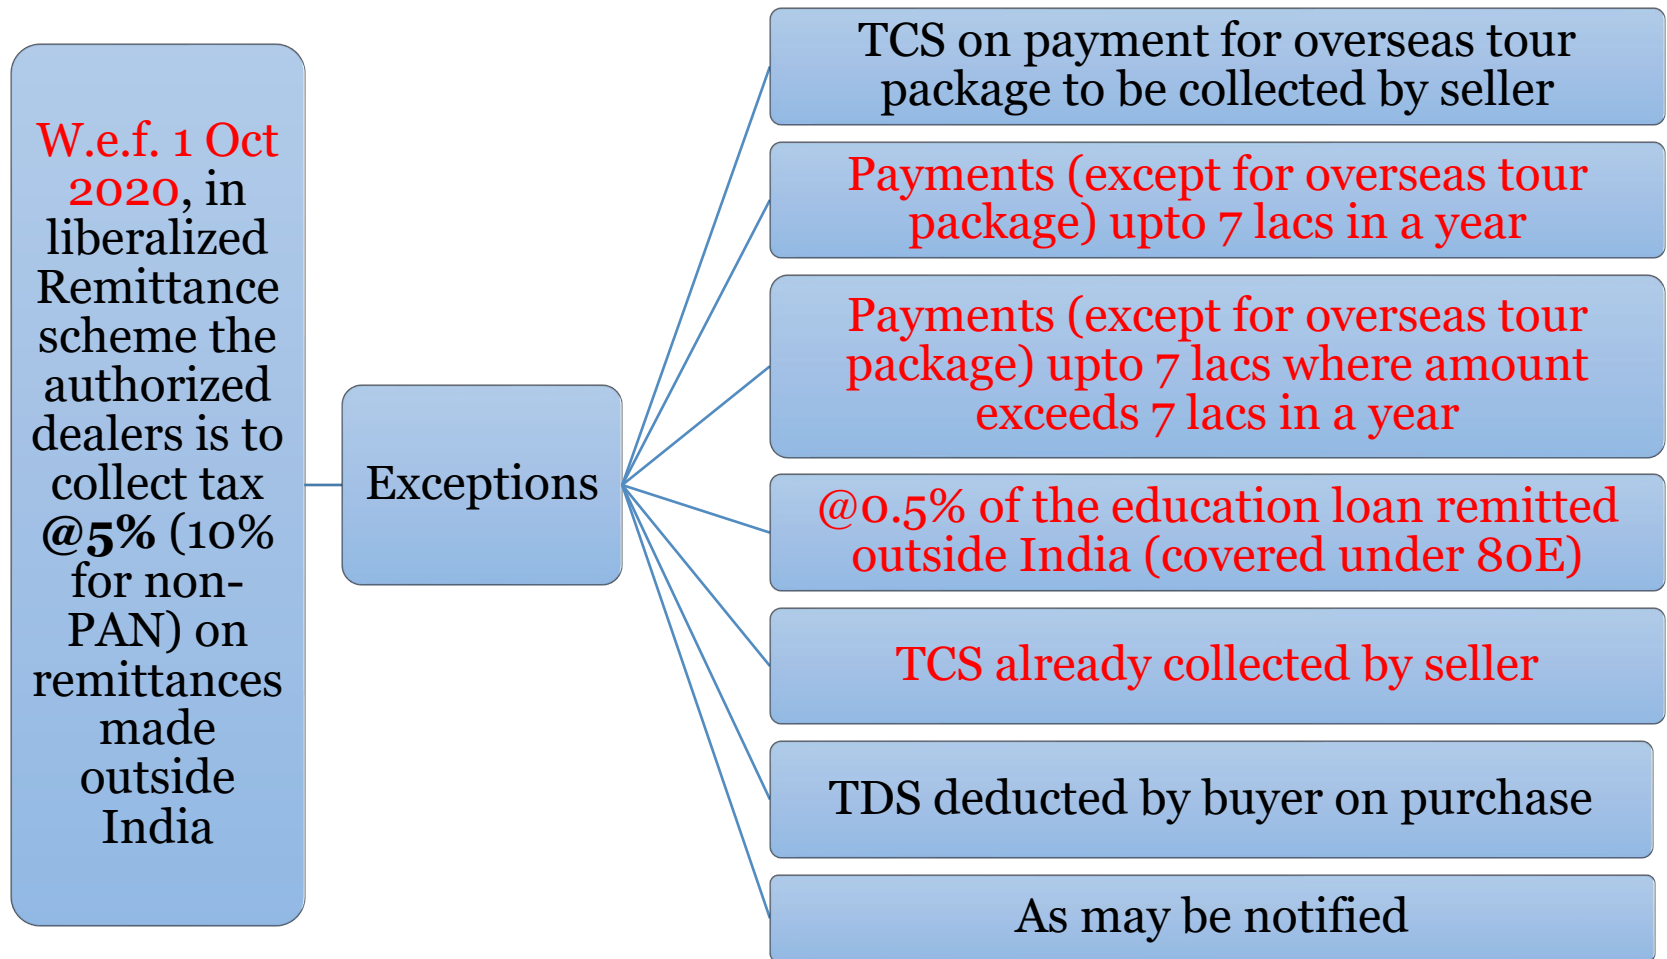 W.e.f. 1 Oct
2020, in
liberalized
Remittance
scheme the
authorized
dealers is to
collect tax
@5% (10%
for non-
PAN) on
remittances
made
outside
India
Exceptions
TCS on payment for overseas tour
package to be collected by seller
Payments (except for overseas tour
package) upto 7 lacs in a year
Payments (except for overseas tour
package) upto 7 lacs where amount
exceeds 7 lacs in a year
@0.5% of the education loan remitted
outside India (covered under 80E)
TCS already collected by seller
TDS deducted by buyer on purchase
As may be notified